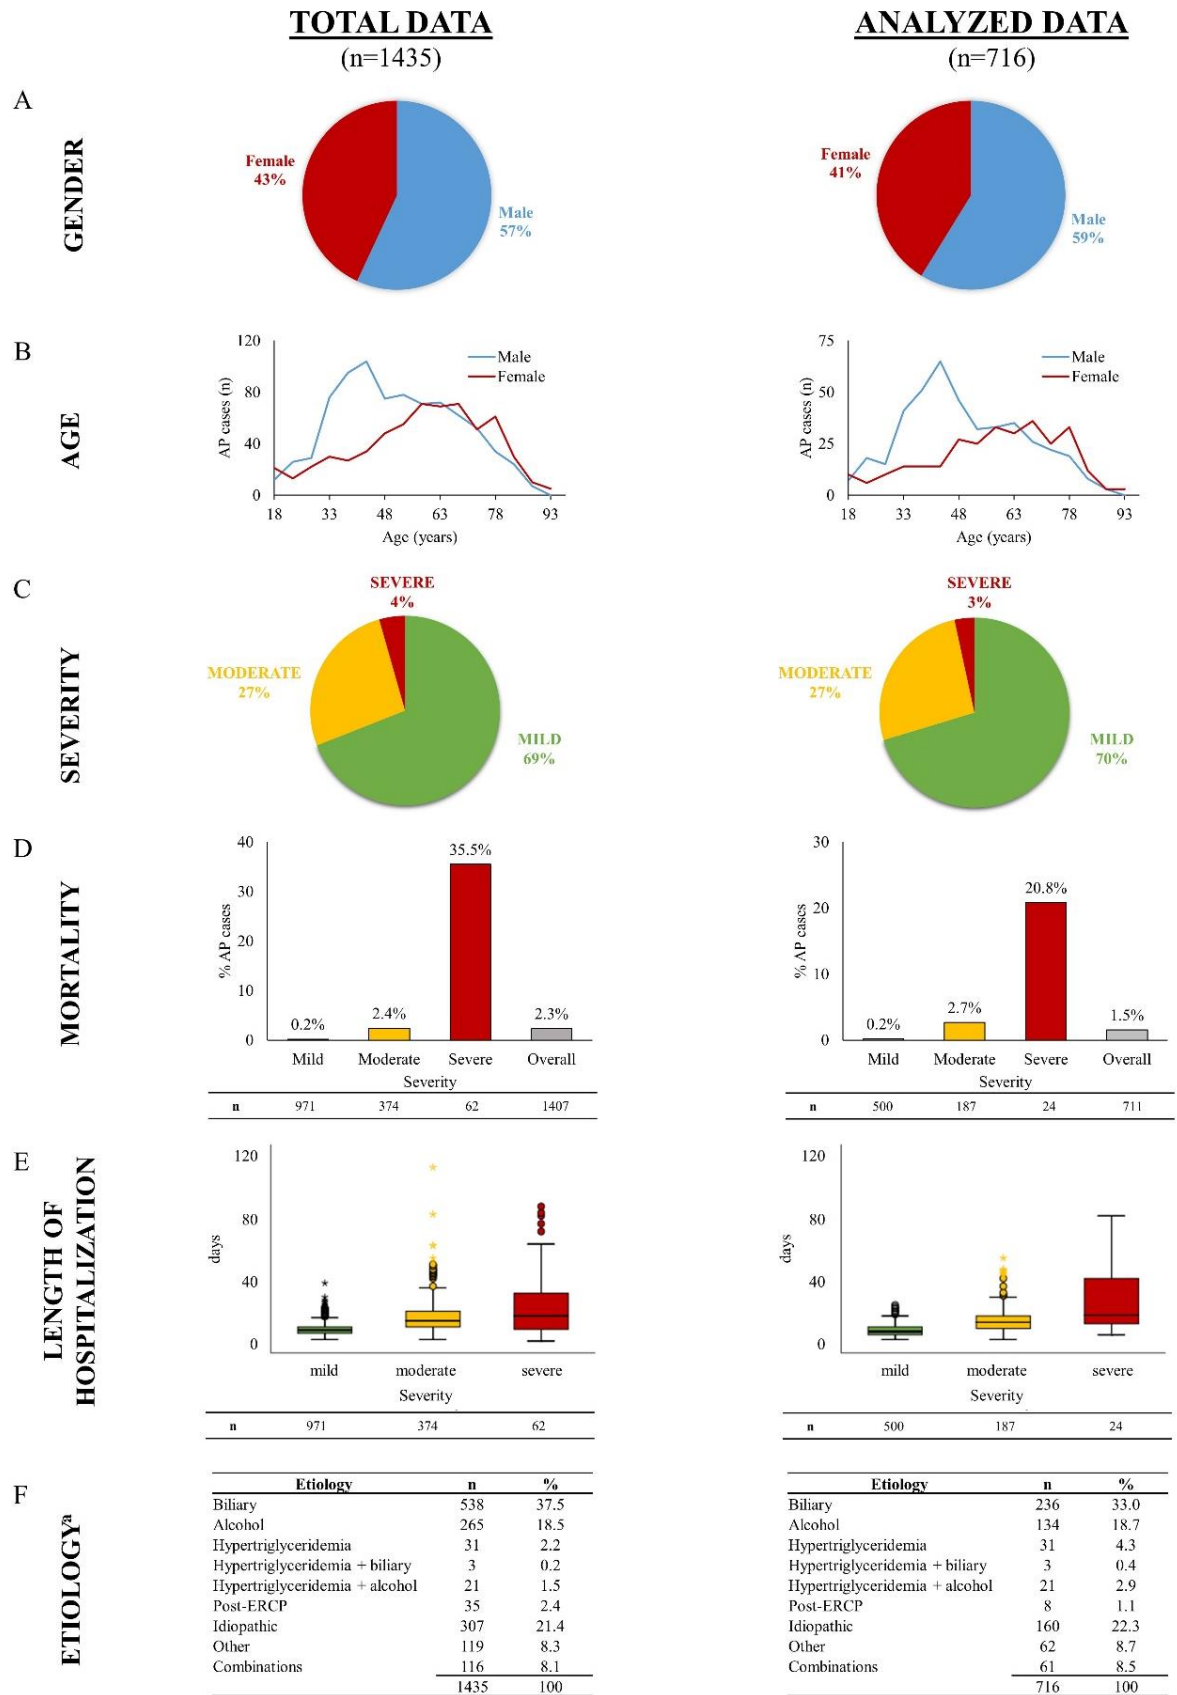 TOTAL DATA
(n=1435)
ANALYZED DATA
(n=716)
A
GENDER
Female
43%
Male
57%
Female
41%
Male
59%
B
AGE
AP cases (n)
120
80
40
0
Male
Female
18 33 48 63 78 93
Age (years)
AP cases (n)
75
50
25
0
Male
Female
18 33 48 63 78 93
Age (years)
C
SEVERITY
SEVERE
4%
MODERATE
27%
MILD
69%
SEVERE
3%
MODERATE
27%
MILD
70%
D
MORTALITY
% AP cases
40
30
20
10
0
0.2%
2.4%
35.5%
2.3%
Mild Moderate Severe Overall
Severity
n 971 374 62 1407
% AP cases
30
20
10
0
0.2%
2.7%
20.8%
1.5%
Mild Moderate Severe Overall
Severity
n 500 187 24 711
E
LENGTH OF
HOSPITALIZATION
days
120
80
40
0
mild moderate severe
Severity
n 971 374 62
days
120
80
40
0
mild moderate severe
Severity
n 500 187 24
F
ETIOLOGYª
Etiology n %
Biliary 538 37.5
Alcohol 265 18.5
Hypertriglyceridemia 31 2.2
Hypertriglyceridemia + biliary 3 0.2
Hypertriglyceridemia + alcohol 21 1.5
Post-ERCP 35 2.4
Idiopathic 307 21.4
Other 119 8.3
Combinations 116 8.1
1435 100
Etiology n %
Biliary 236 33.0
Alcohol 134 18.7
Hypertriglyceridemia 31 4.3
Hypertriglyceridemia + biliary 3 0.4
Hypertriglyceridemia + alcohol 21 2.9
Post-ERCP 8 1.1
Idiopathic 160 22.3
Other 62 8.7
Combinations 61 8.5
716 100